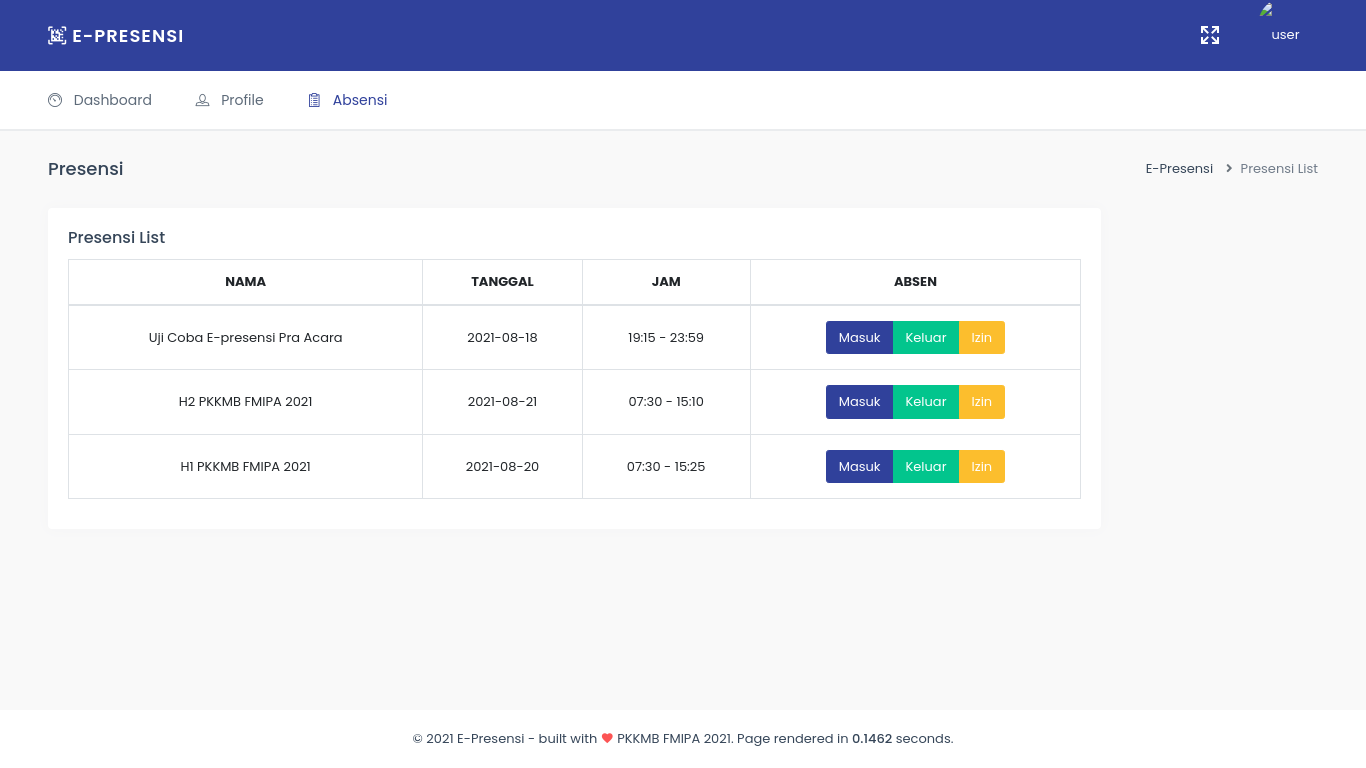 E-PRESENSI
user
Dashboard Profile Absensi
Presensi
E-Presensi Presensi List
Presensi List
NAMA TANGGAL JAM ABSEN
Uji Coba E-presensi Pra Acara 2021-08-18 19:15 - 23:59 Masuk Keluar Izin
H2 PKKMB FMIPA 2021 2021-08-21 07:30 - 15:10 Masuk Keluar Izin
H1 PKKMB FMIPA 2021 2021-08-20 07:30 - 15:25 Masuk Keluar Izin
© 2021 E-Presensi - built with ❤ PKKMB FMIPA 2021. Page rendered in 0.1462 seconds.